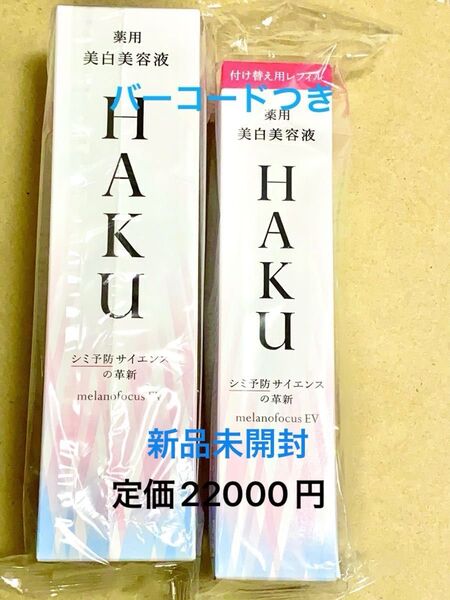 薬用
美白美容液
HAKU
シミ予防サイエンス
の革新
melanofocus EV
付け替え用レフィル
薬用
美白美容液
HAKU
シミ予防サイエンス
の革新
melanofocus EV
バーコードつき
新品未開封
定価22000円